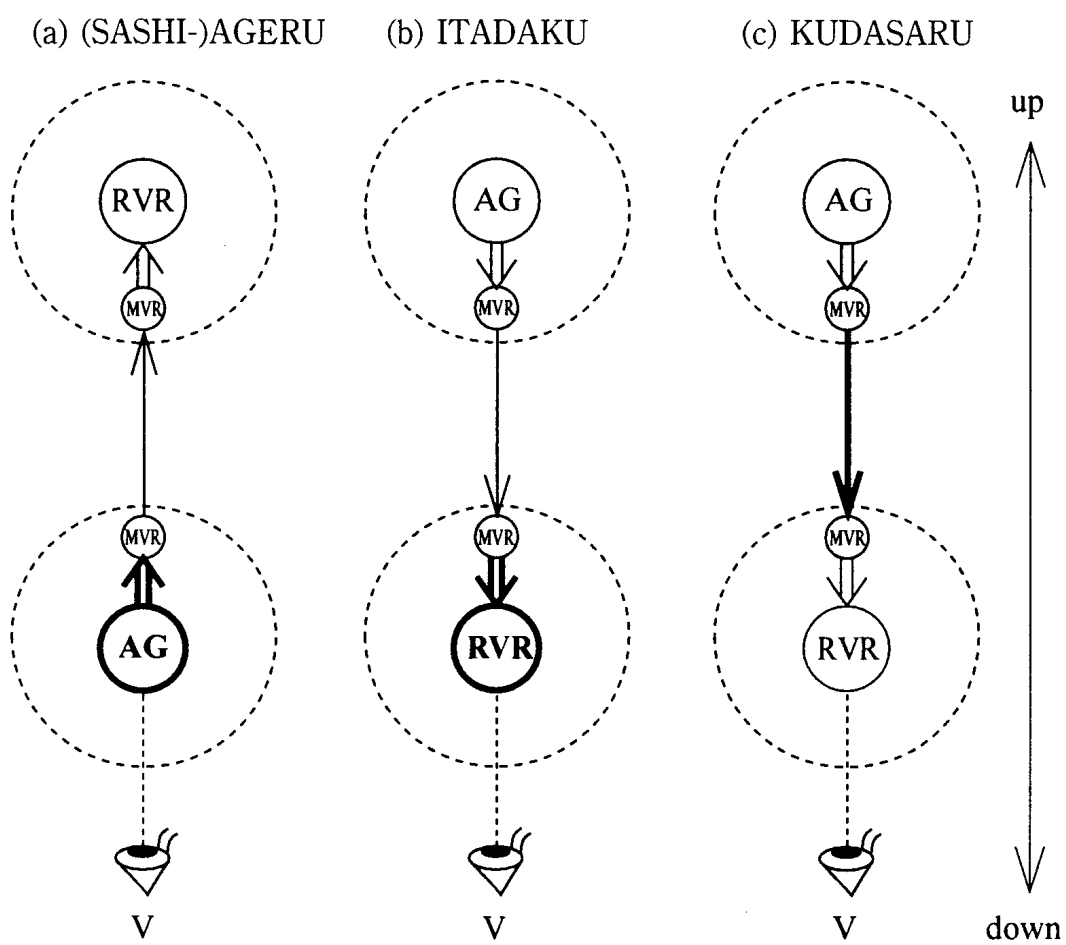 (a) (SASHI-)AGERU (b) ITADAKU (c) KUDASARU
up
RVR AG AG
MVR MVR MVR
MVR MVR MVR
AG RVR RVR
V V V down